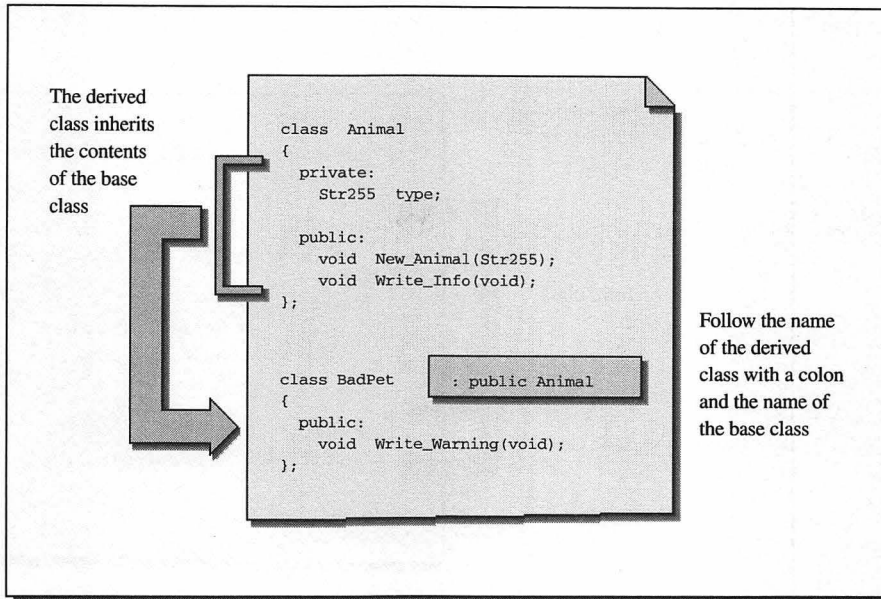 The derived
class inherits
the contents
of the base
class
class Animal
{
private:
Str255 type;
public:
void New_Animal(Str255);
void Write_Info(void);
};
class BadPet : public Animal
{
public:
void Write_Warning(void);
};
Follow the name
of the derived
class with a colon
and the name of
the base class